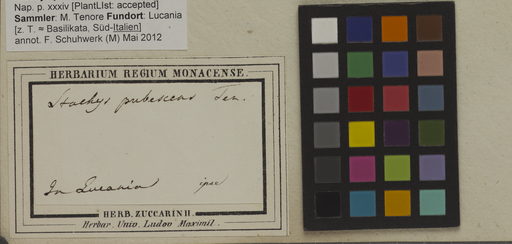 Nap. p. xxxiv [PlantLIst: accepted]
Sammler: M. Tenore Fundort: Lucania
[z. T. ≈ Basilikata, Süd-Italien]
annot. F. Schuhwerk (M) Mai 2012
HERBARIUM REGIUM MONACENSE.
Stachys pubescens Ten.
In Lucania ipse
HERB. ZUCCARINII.
Herbar. Univ. Ludov. Maximil.